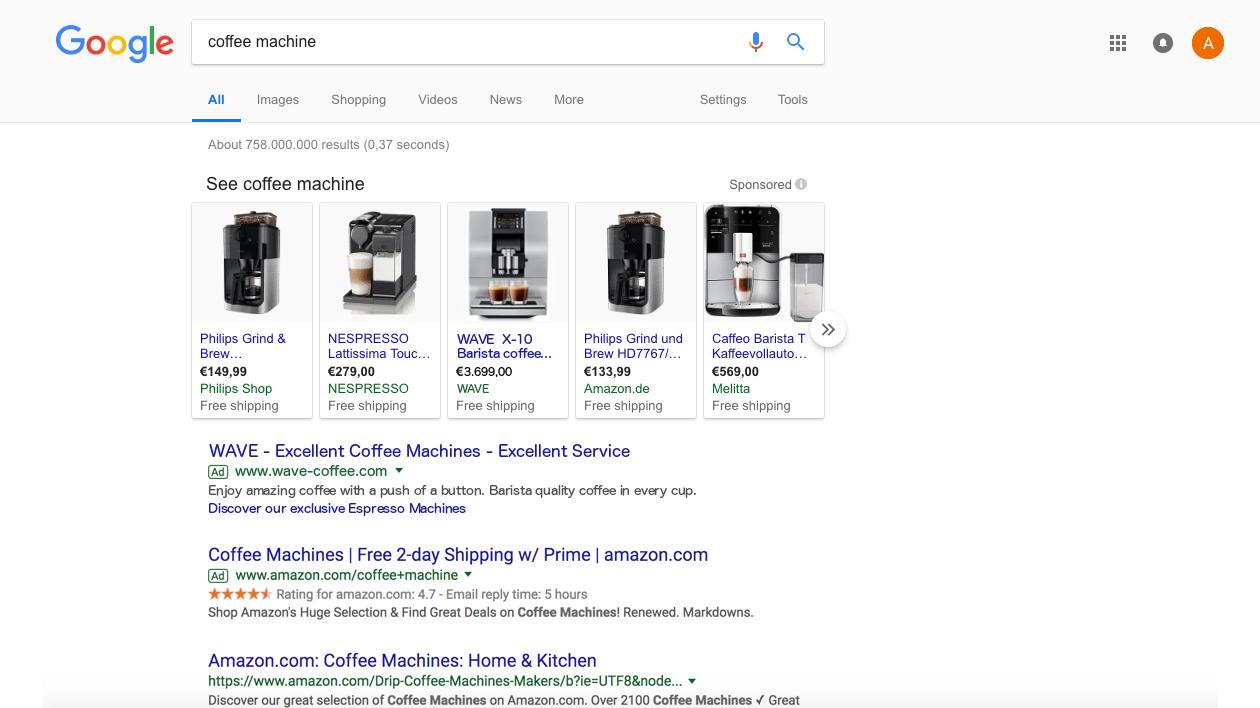 Google
coffee machine
A
All Images Shopping Videos News More Settings Tools
About 758.000.000 results (0,37 seconds)
See coffee machine
Sponsored
Philips Grind &
Brew…
€149,99
Philips Shop
Free shipping
NESPRESSO
Lattissima Touc…
€279,00
NESPRESSO
Free shipping
WAVE X-10
Barista coffee...
€3.699,00
WAVE
Free shipping
Philips Grind und
Brew HD7767/…
€133,99
Amazon.de
Free shipping
Caffeo Barista T
Kaffeevollauto…
€569,00
Melitta
Free shipping
WAVE - Excellent Coffee Machines - Excellent Service
Ad www.wave-coffee.com
Enjoy amazing coffee with a push of a button. Barista quality coffee in every cup.
Discover our exclusive Espresso Machines
Coffee Machines | Free 2-day Shipping w/ Prime | amazon.com
Ad www.amazon.com/coffee+machine
Rating for amazon.com: 4.7 - Email reply time: 5 hours
Shop Amazon's Huge Selection & Find Great Deals on Coffee Machines! Renewed. Markdowns.
Amazon.com: Coffee Machines: Home & Kitchen
https://www.amazon.com/Drip-Coffee-Machines-Makers/b?ie=UTF8&node...
Discover our great selection of Coffee Machines on Amazon.com. Over 2100 Coffee Machines ✓ Great